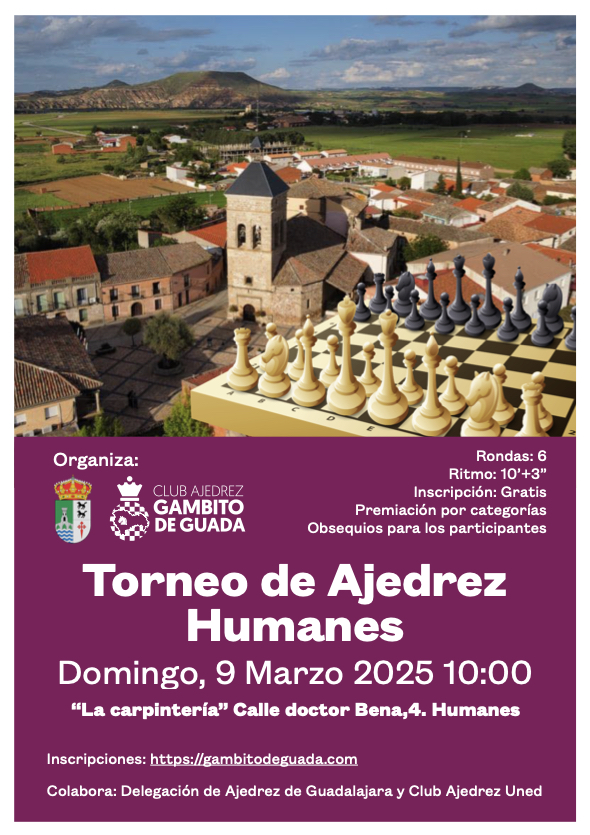 A B C D E
Organiza:
CLUB AJEDREZ
GAMBITO
DE GUADA
Rondas: 6
Ritmo: 10’+3”
Inscripción: Gratis
Premiación por categorías
Obsequios para los participantes
Torneo de Ajedrez
Humanes
Domingo, 9 Marzo 2025 10:00
“La carpintería” Calle doctor Bena,4. Humanes
Inscripciones: https://gambitodeguada.com
Colabora: Delegación de Ajedrez de Guadalajara y Club Ajedrez Uned